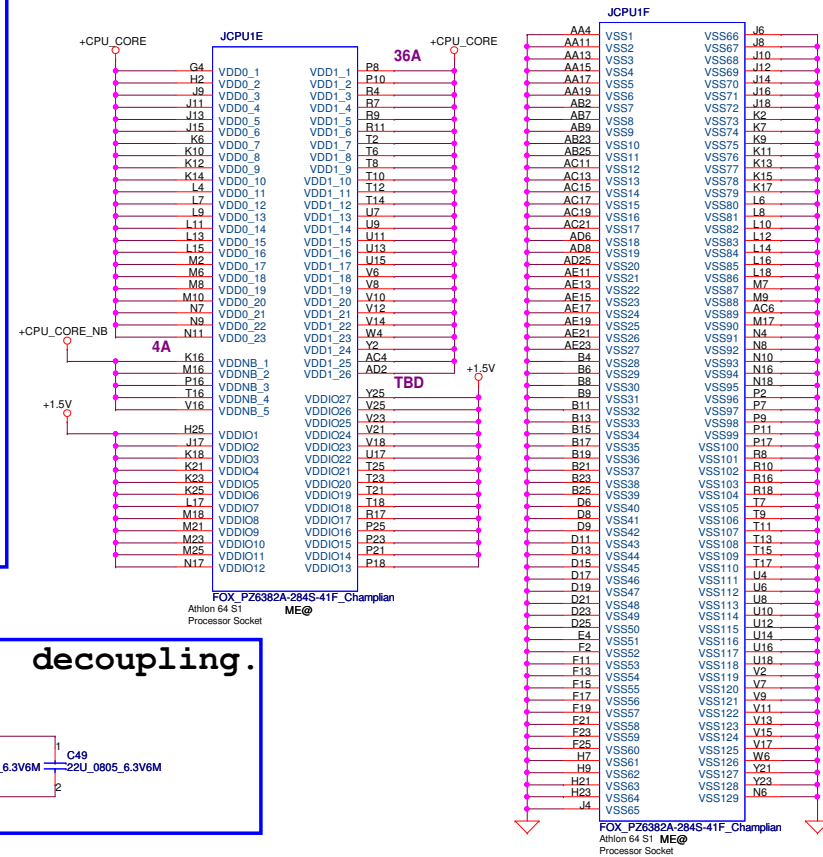 JCPU1E
+CPU_CORE
36A
+CPU_CORE
G4 VDD0_1 VDD1_1 P8
H2 VDD0_2 VDD1_2 P10
J9 VDD0_3 VDD1_3 R4
J11 VDD0_4 VDD1_4 R7
J13 VDD0_5 VDD1_5 R9
J15 VDD0_6 VDD1_6 R11
K6 VDD0_7 VDD1_7 T2
K10 VDD0_8 VDD1_8 T6
K12 VDD0_9 VDD1_9 T8
K14 VDD0_10 VDD1_10 T10
L4 VDD0_11 VDD1_11 T12
L7 VDD0_12 VDD1_12 T14
L9 VDD0_13 VDD1_13 U7
L11 VDD0_14 VDD1_14 U9
L13 VDD0_15 VDD1_15 U11
L15 VDD0_16 VDD1_16 U13
M2 VDD0_17 VDD1_17 U15
M6 VDD0_18 VDD1_18 V6
M8 VDD0_19 VDD1_19 V8
M10 VDD0_20 VDD1_20 V10
N7 VDD0_21 VDD1_21 V12
N9 VDD0_22 VDD1_22 V14
N11 VDD0_23 VDD1_23 W4
VDD1_24 Y2
VDD1_25 AC4
VDD1_26 AD2
+CPU_CORE_NB
4A
K16 VDDNB_1
M16 VDDNB_2
P16 VDDNB_3
T16 VDDNB_4
V16 VDDNB_5
TBD
+1.5V
+1.5V
VDDIO27 Y25
VDDIO26 V25
VDDIO25 V23
H25 VDDIO1 VDDIO24 V21
J17 VDDIO2 VDDIO23 V18
K18 VDDIO3 VDDIO22 U17
K21 VDDIO4 VDDIO21 T25
K23 VDDIO5 VDDIO20 T23
K25 VDDIO6 VDDIO19 T21
L17 VDDIO7 VDDIO18 T18
M18 VDDIO8 VDDIO17 R17
M21 VDDIO9 VDDIO16 P25
M23 VDDIO10 VDDIO15 P23
M25 VDDIO11 VDDIO14 P21
N17 VDDIO12 VDDIO13 P18
FOX_PZ6382A-284S-41F_Champlian
Athlon 64 S1 ME@
Processor Socket
decoupling.
1
C49
_6.3V6M 22U_0805_6.3V6M
2
JCPU1F
AA4 VSS1 VSS66 J6
AA11 VSS2 VSS67 J8
AA13 VSS3 VSS68 J10
AA15 VSS4 VSS69 J12
AA17 VSS5 VSS70 J14
AA19 VSS6 VSS71 J16
AB2 VSS7 VSS72 J18
AB7 VSS8 VSS73 K2
AB9 VSS9 VSS74 K7
AB23 VSS10 VSS75 K9
AB25 VSS11 VSS76 K11
AC11 VSS12 VSS77 K13
AC13 VSS13 VSS78 K15
AC15 VSS14 VSS79 K17
AC17 VSS15 VSS80 L6
AC19 VSS16 VSS81 L8
AC21 VSS17 VSS82 L10
AD6 VSS18 VSS83 L12
AD8 VSS19 VSS84 L14
AD25 VSS20 VSS85 L16
AE11 VSS21 VSS86 L18
AE13 VSS22 VSS87 M7
AE15 VSS23 VSS88 M9
AE17 VSS24 VSS89 AC6
AE19 VSS25 VSS90 M17
AE21 VSS26 VSS91 N4
AE23 VSS27 VSS92 N8
B4 VSS28 VSS93 N10
B6 VSS29 VSS94 N16
B8 VSS30 VSS95 N18
B9 VSS31 VSS96 P2
B11 VSS32 VSS97 P7
B13 VSS33 VSS98 P9
B15 VSS34 VSS99 P11
B17 VSS35 VSS100 P17
B19 VSS36 VSS101 R8
B21 VSS37 VSS102 R10
B23 VSS38 VSS103 R16
B25 VSS39 VSS104 R18
D6 VSS40 VSS105 T7
D8 VSS41 VSS106 T9
D9 VSS42 VSS107 T11
D11 VSS43 VSS108 T13
D13 VSS44 VSS109 T15
D15 VSS45 VSS110 T17
D17 VSS46 VSS111 U4
D19 VSS47 VSS112 U6
D21 VSS48 VSS113 U8
D23 VSS49 VSS114 U10
D25 VSS50 VSS115 U12
E4 VSS51 VSS116 U14
F2 VSS52 VSS117 U16
F11 VSS53 VSS118 U18
F13 VSS54 VSS119 V2
F15 VSS55 VSS120 V7
F17 VSS56 VSS121 V9
F19 VSS57 VSS122 V11
F21 VSS58 VSS123 V13
F23 VSS59 VSS124 V15
F25 VSS60 VSS125 V17
H7 VSS61 VSS126 W6
H9 VSS62 VSS127 Y21
H21 VSS63 VSS128 Y23
H23 VSS64 VSS129 N6
J4 VSS65
FOX_PZ6382A-284S-41F_Champlian
Athlon 64 S1 ME@
Processor Socket